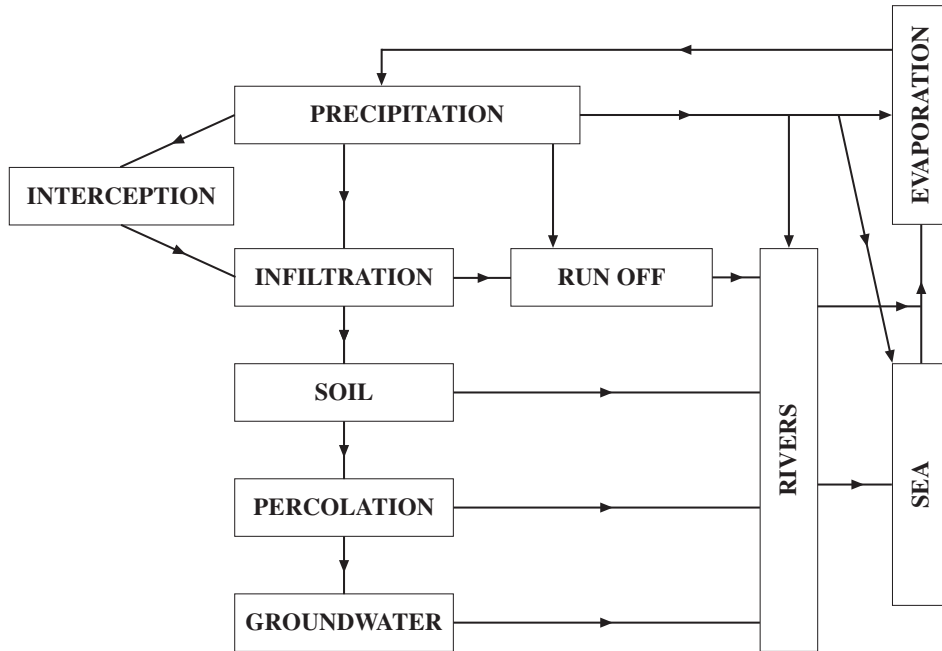 EVAPORATION
PRECIPITATION
INTERCEPTION
INFILTRATION
RUN OFF
SOIL
RIVERS
SEA
PERCOLATION
GROUNDWATER